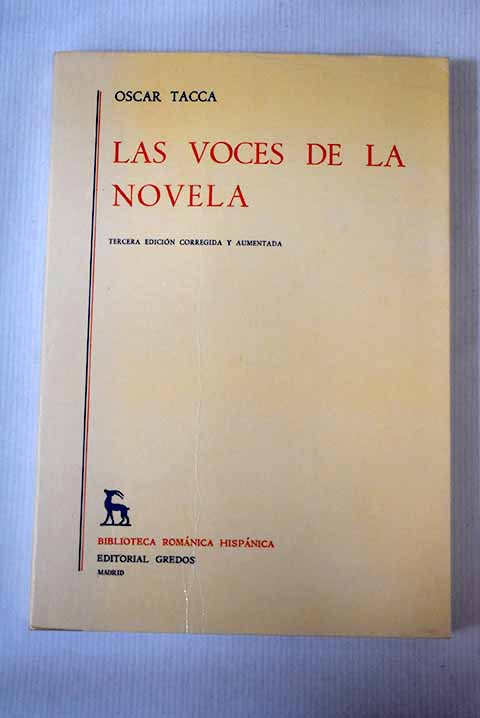 OSCAR TACCA
LAS VOCES DE LA
NOVELA
TERCERA EDICIÓN CORREGIDA Y AUMENTADA
BIBLIOTECA ROMÁNICA HISPÁNICA
EDITORIAL GREDOS
MADRID